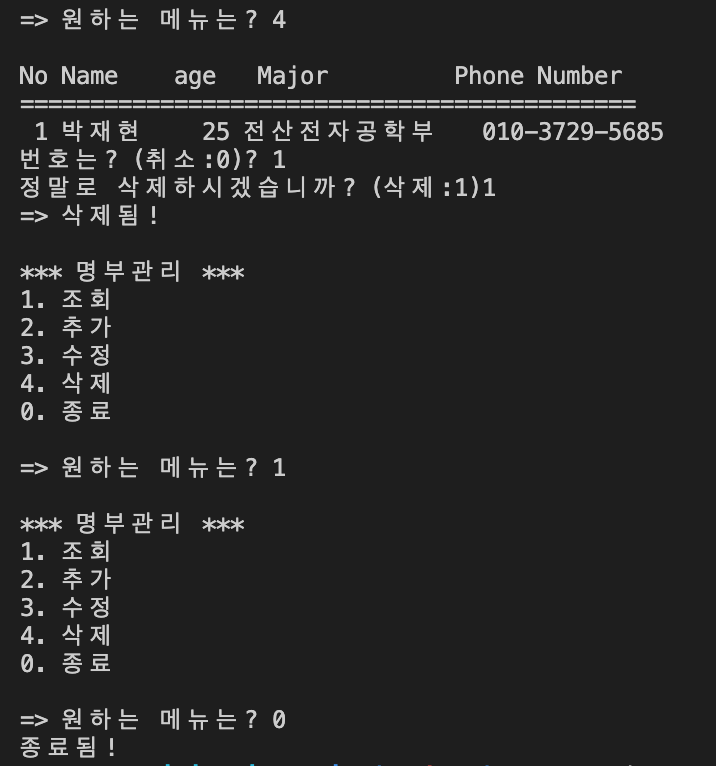 => 원하는 메뉴는? 4
No Name    age   Major         Phone Number
============================================
 1 박재현    25 전산전자공학부   010-3729-5685
번호는? (취소:0)? 1
정말로 삭제하시겠습니까? (삭제:1)1
=> 삭제됨!
*** 명부관리 ***
1. 조회
2. 추가
3. 수정
4. 삭제
0. 종료
=> 원하는 메뉴는? 1
*** 명부관리 ***
1. 조회
2. 추가
3. 수정
4. 삭제
0. 종료
=> 원하는 메뉴는? 0
종료됨!